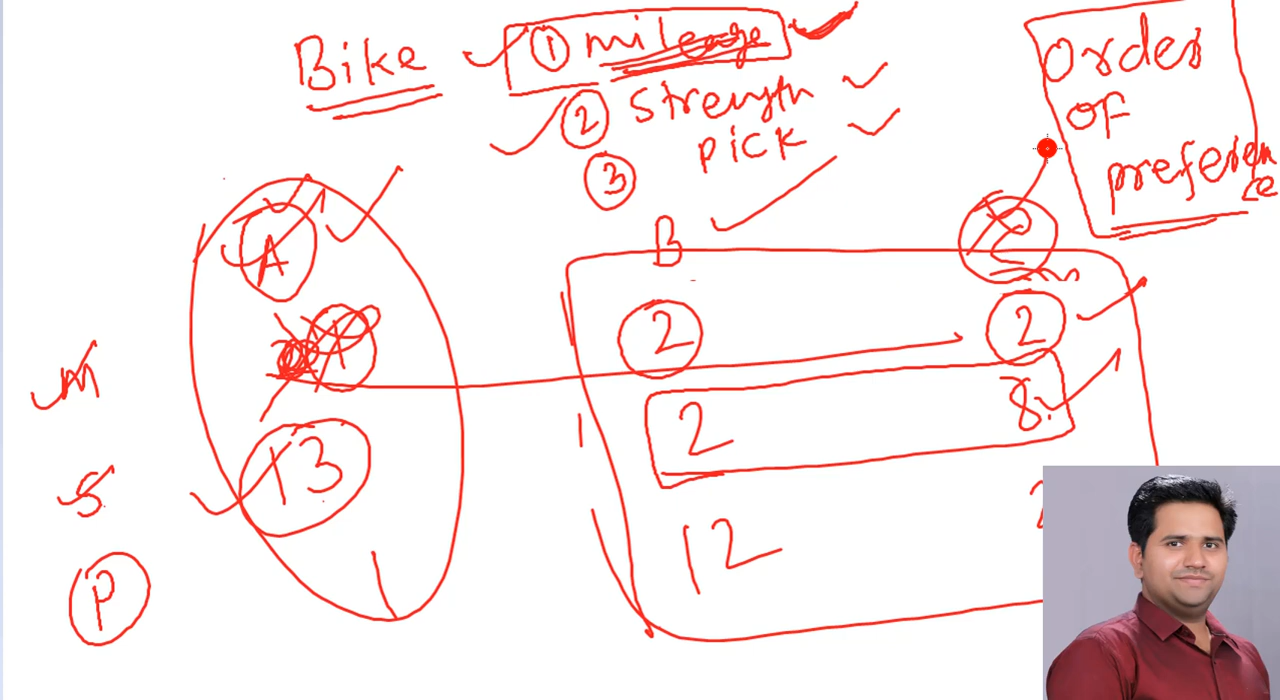 Bike ① mileage
② strength
③ PICK
order
of
preference
A B C
M 2 2
S 13 2 8
P 12